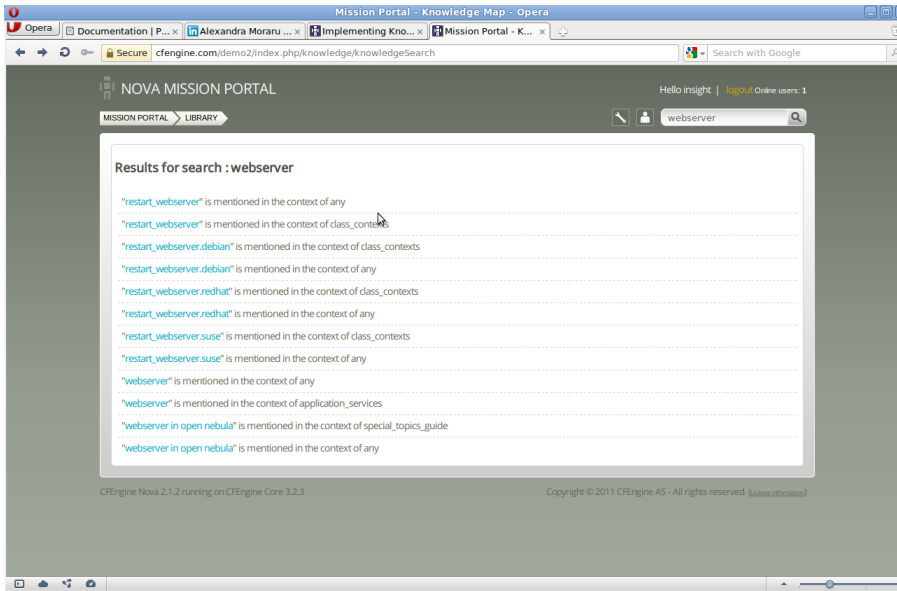 Mission Portal - Knowledge Map - Opera
Opera
Documentation | P... x
Alexandra Moraru ... x
Implementing Kno... x
Mission Portal - K... x
Secure cfengine.com/demo2/index.php/knowledge/knowledgeSearch
Search with Google
NOVA MISSION PORTAL
Hello insight | logout Online users: 1
MISSION PORTAL LIBRARY
webserver
Results for search : webserver
"restart_webserver" is mentioned in the context of any
"restart_webserver" is mentioned in the context of class_contexts
"restart_webserver.debian" is mentioned in the context of class_contexts
"restart_webserver.debian" is mentioned in the context of any
"restart_webserver.redhat" is mentioned in the context of class_contexts
"restart_webserver.redhat" is mentioned in the context of any
"restart_webserver.suse" is mentioned in the context of class_contexts
"restart_webserver.suse" is mentioned in the context of any
"webserver" is mentioned in the context of any
"webserver" is mentioned in the context of application_services
"webserver in open nebula" is mentioned in the context of special_topics_guide
"webserver in open nebula" is mentioned in the context of any
CFEngine Nova 2.1.2 running on CFEngine Core 3.2.3
Copyright © 2011 CFEngine AS - All rights reserved. (License information)